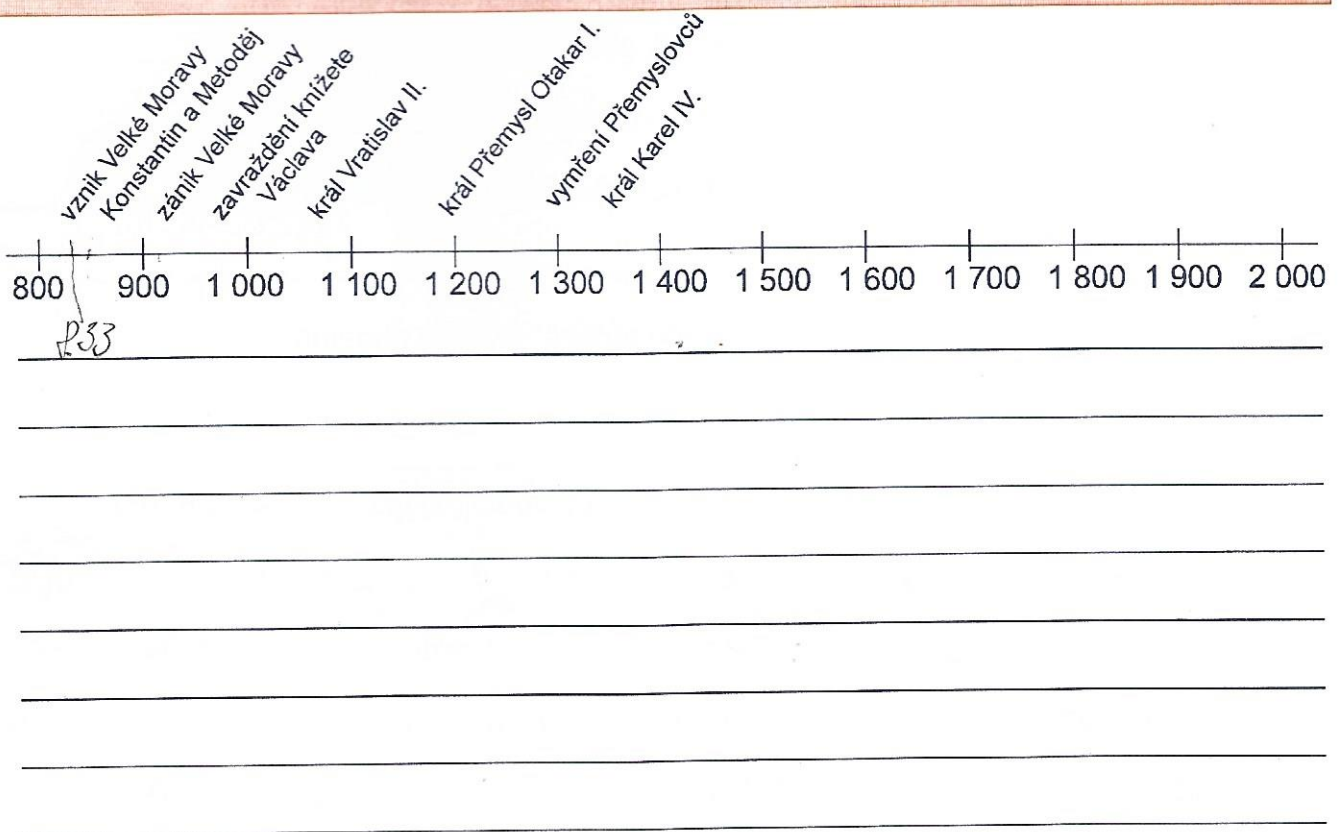 vznik Velké Moravy
Konstantin a Metoděj
zánik Velké Moravy
zavraždění knížete
Václava
král Vratislav II.
král Přemysl Otakar I.
vymření Přemyslovců
král Karel IV.
800 900 1 000 1 100 1 200 1 300 1 400 1 500 1 600 1 700 1 800 1 900 2 000
833